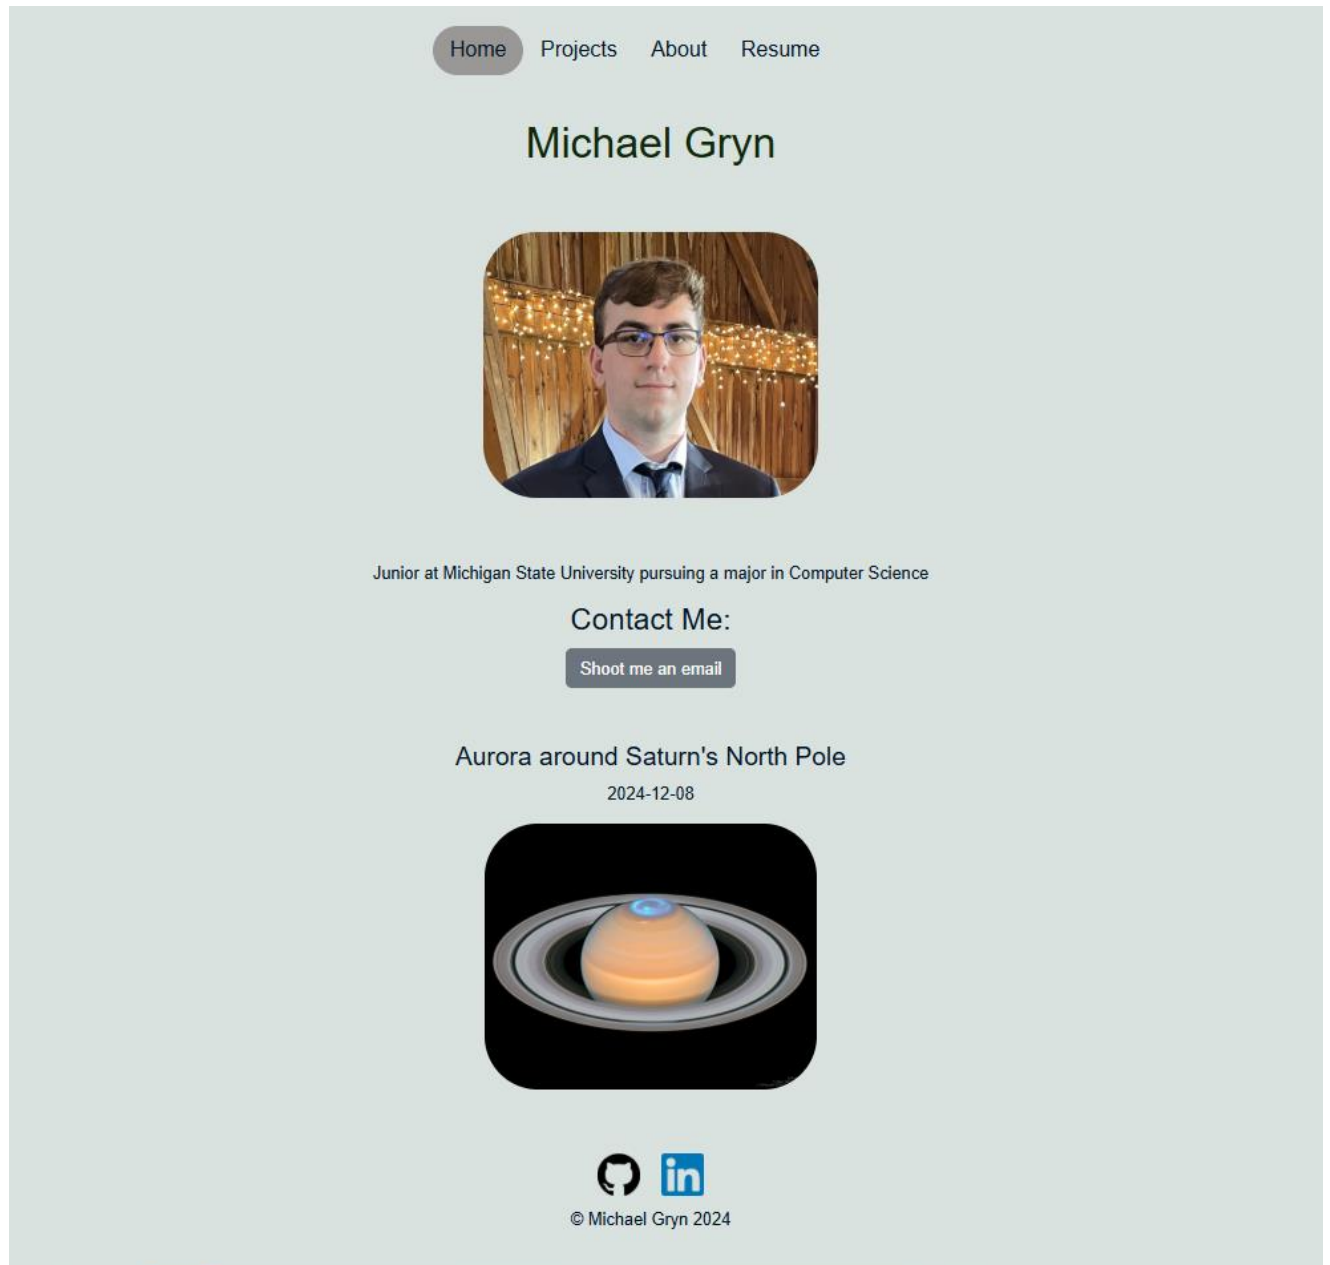 Home Projects About Resume
Michael Gryn
Junior at Michigan State University pursuing a major in Computer Science
Contact Me:
Shoot me an email
Aurora around Saturn's North Pole
2024-12-08
in
© Michael Gryn 2024